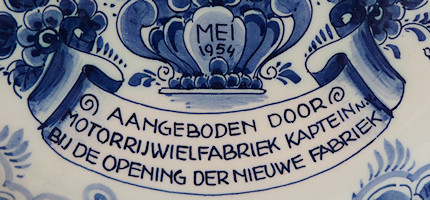 MEI
1954
AANGEBODEN DOOR
MOTORRIJWIELFABRIEK KAPTEIN N.V.
BIJ DE OPENING DER NIEUWE FABRIEK